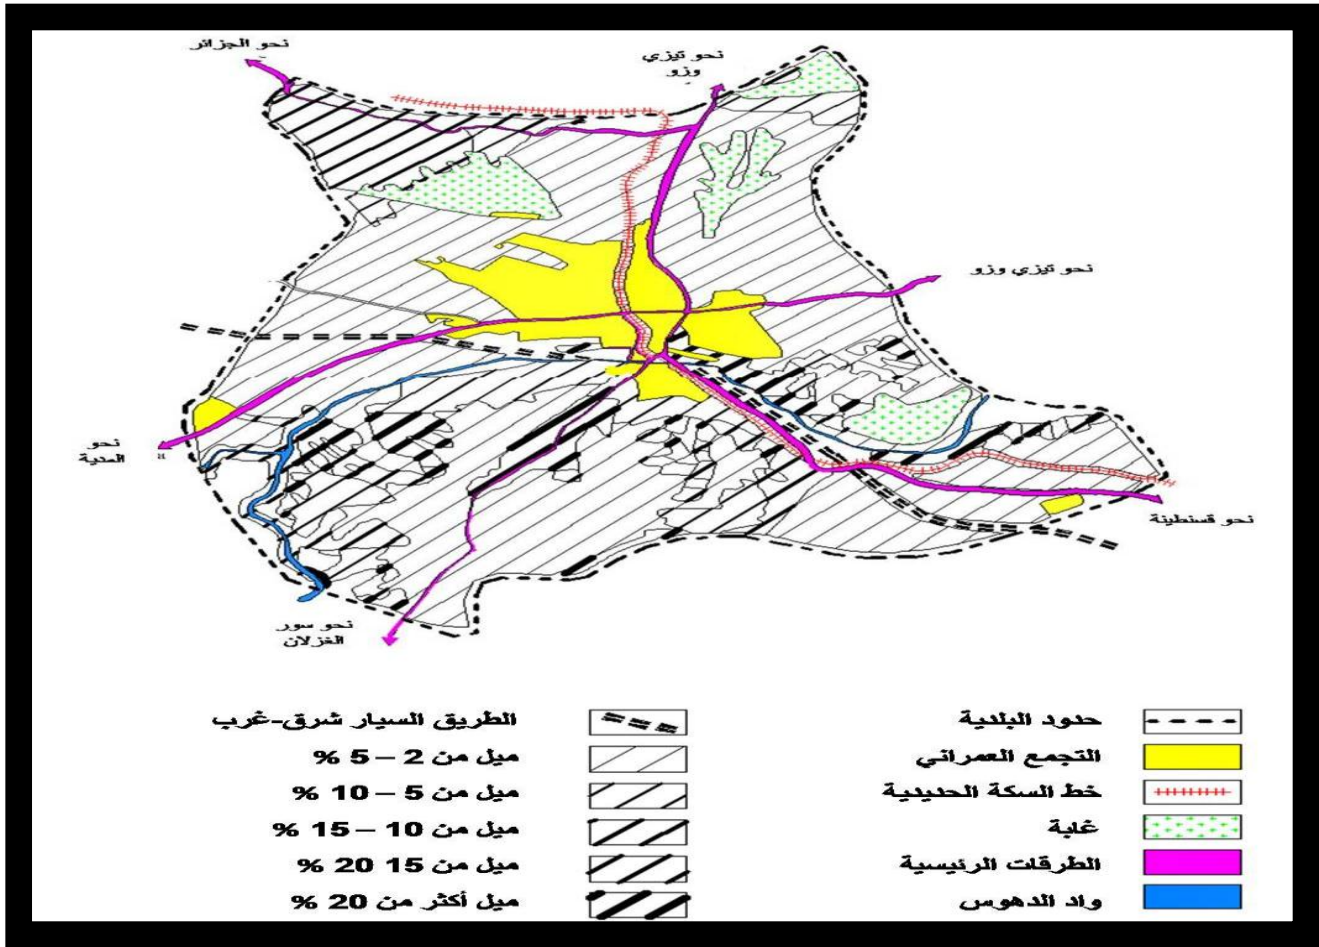 نحو الجزائر
نحو تيزي
وزو
نحو تيزي وزو
نحو
المدية
نحو قسنطينة
نحو سور
الغزلان
حدود البلدية
التجمع العمراني
خط السكة الحديدية
غابة
الطرقات الرئيسية
واد الدهوس
الطريق السيار شرق-غرب
ميل من 2 – 5 %
ميل من 5 – 10 %
ميل من 10 – 15 %
ميل من 15 20 %
ميل أكثر من 20 %